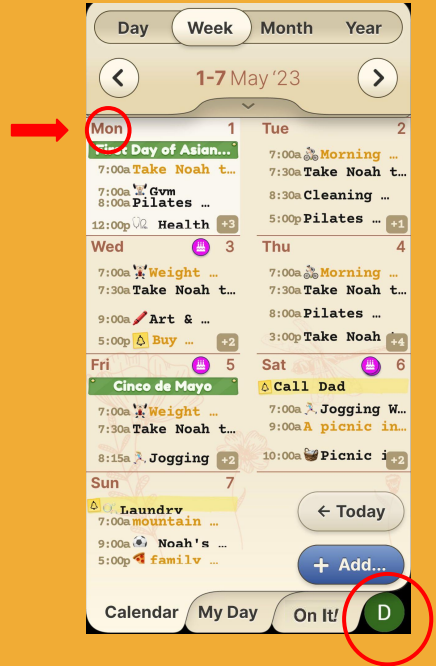 Day Week Month Year
1-7 May '23
Mon 1
First Day of Asian...
7:00a Take Noah t...
7:00a Gym
8:00a Pilates ...
12:00p Health +3
Tue 2
7:00a Morning ...
7:30a Take Noah t...
8:30a Cleaning ...
5:00p Pilates ... +1
Wed 3
7:00a Weight ...
7:30a Take Noah t...
9:00a Art & ...
5:00p Buy ... +2
Thu 4
7:00a Morning ...
7:30a Take Noah t...
8:00a Pilates ...
3:00p Take Noah +4
Fri 5
Cinco de Mayo
7:00a Weight ...
7:30a Take Noah t...
8:15a Jogging +2
Sat 6
Call Dad
7:00a Jogging W...
9:00a A picnic in...
10:00a Picnic i... +2
Sun 7
Laundry
7:00a mountain ...
9:00a Noah's ...
5:00p family ...
← Today
+ Add...
Calendar My Day On It! D